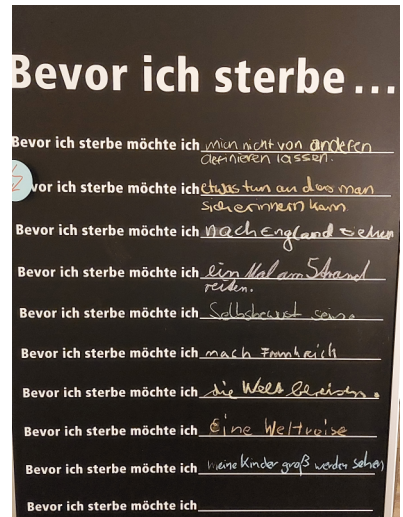 Bevor ich sterbe...
Bevor ich sterbe möchte ich mich nicht von anderen
definieren lassen.
vor ich sterbe möchte ich etwas tun an das man
sich erinnern kann
Bevor ich sterbe möchte ich nach England ziehen
Bevor ich sterbe möchte ich ein Mal am Strand
reiten.
Bevor ich sterbe möchte ich Selbsbewust sein.
Bevor ich sterbe möchte ich nach Frankreich
Bevor ich sterbe möchte ich die Welt bereisen.
Bevor ich sterbe möchte ich Eine Weltreise
Bevor ich sterbe möchte ich meine Kinder groß werden sehen
Bevor ich sterbe möchte ich